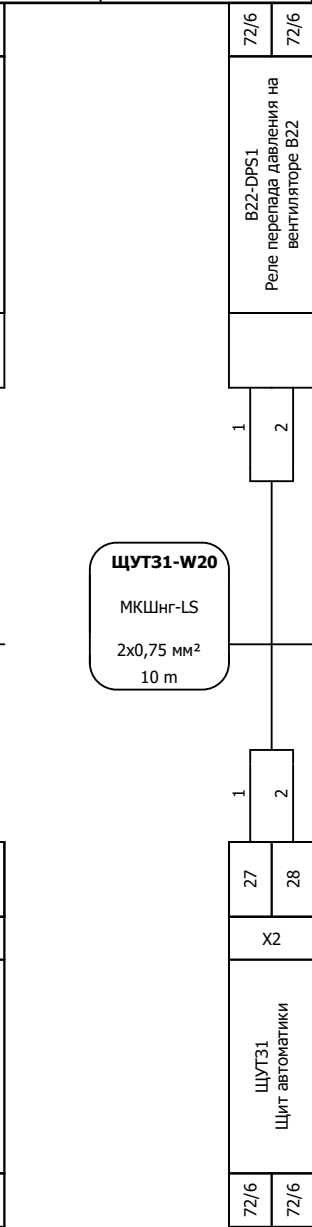 72/6
72/6
B22-DPS1
Реле перепада давления на
вентиляторе B22
1
2
ЩУТ31-W20
МКШнг-LS
2x0,75 мм²
10 m
1
2
27
28
X2
ЩУТ31
Щит автоматики
72/6
72/6